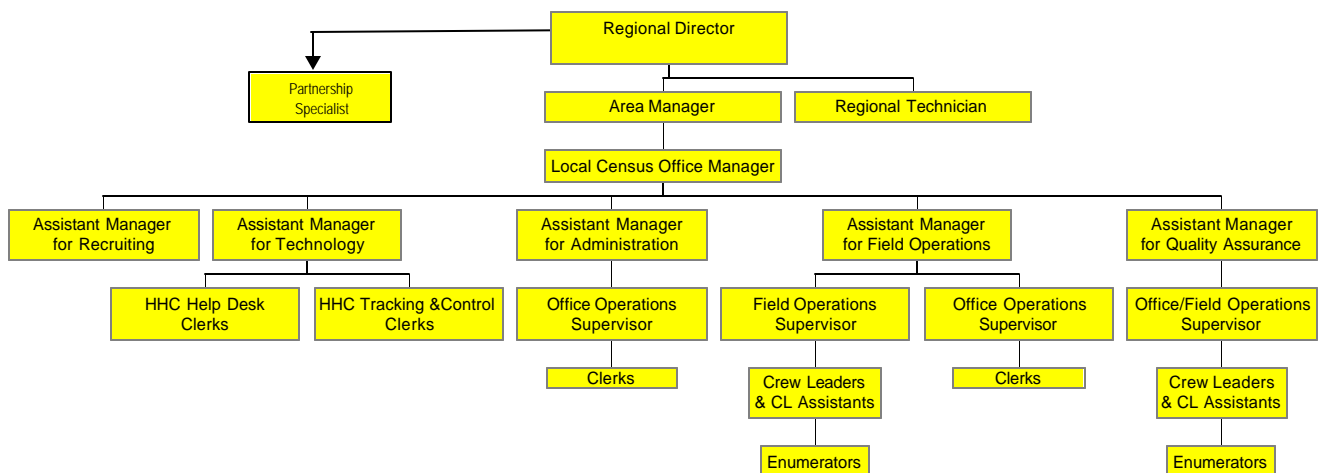 Regional Director
Partnership
Specialist
Area Manager
Regional Technician
Local Census Office Manager
Assistant Manager
for Recruiting
Assistant Manager
for Technology
Assistant Manager
for Administration
Assistant Manager
for Field Operations
Assistant Manager
for Quality Assurance
HHC Help Desk
Clerks
HHC Tracking &Control
Clerks
Office Operations
Supervisor
Field Operations
Supervisor
Office Operations
Supervisor
Office/Field Operations
Supervisor
Clerks
Crew Leaders
& CL Assistants
Clerks
Crew Leaders
& CL Assistants
Enumerators
Enumerators